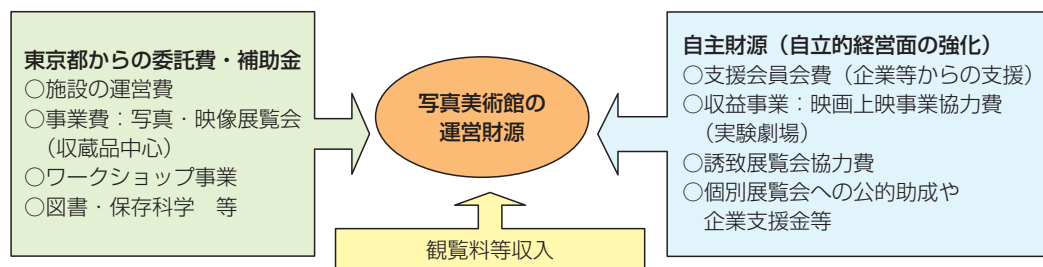 東京都からの委託費・補助金
○施設の運営費
○事業費：写真・映像展覧会
（収蔵品中心）
○ワークショップ事業
○図書・保存科学　等
写真美術館の
運営財源
自主財源（自立的経営面の強化）
○支援会員会費（企業等からの支援）
○収益事業：映画上映事業協力費
（実験劇場）
○誘致展覧会協力費
○個別展覧会への公的助成や
企業支援金等
観覧料等収入